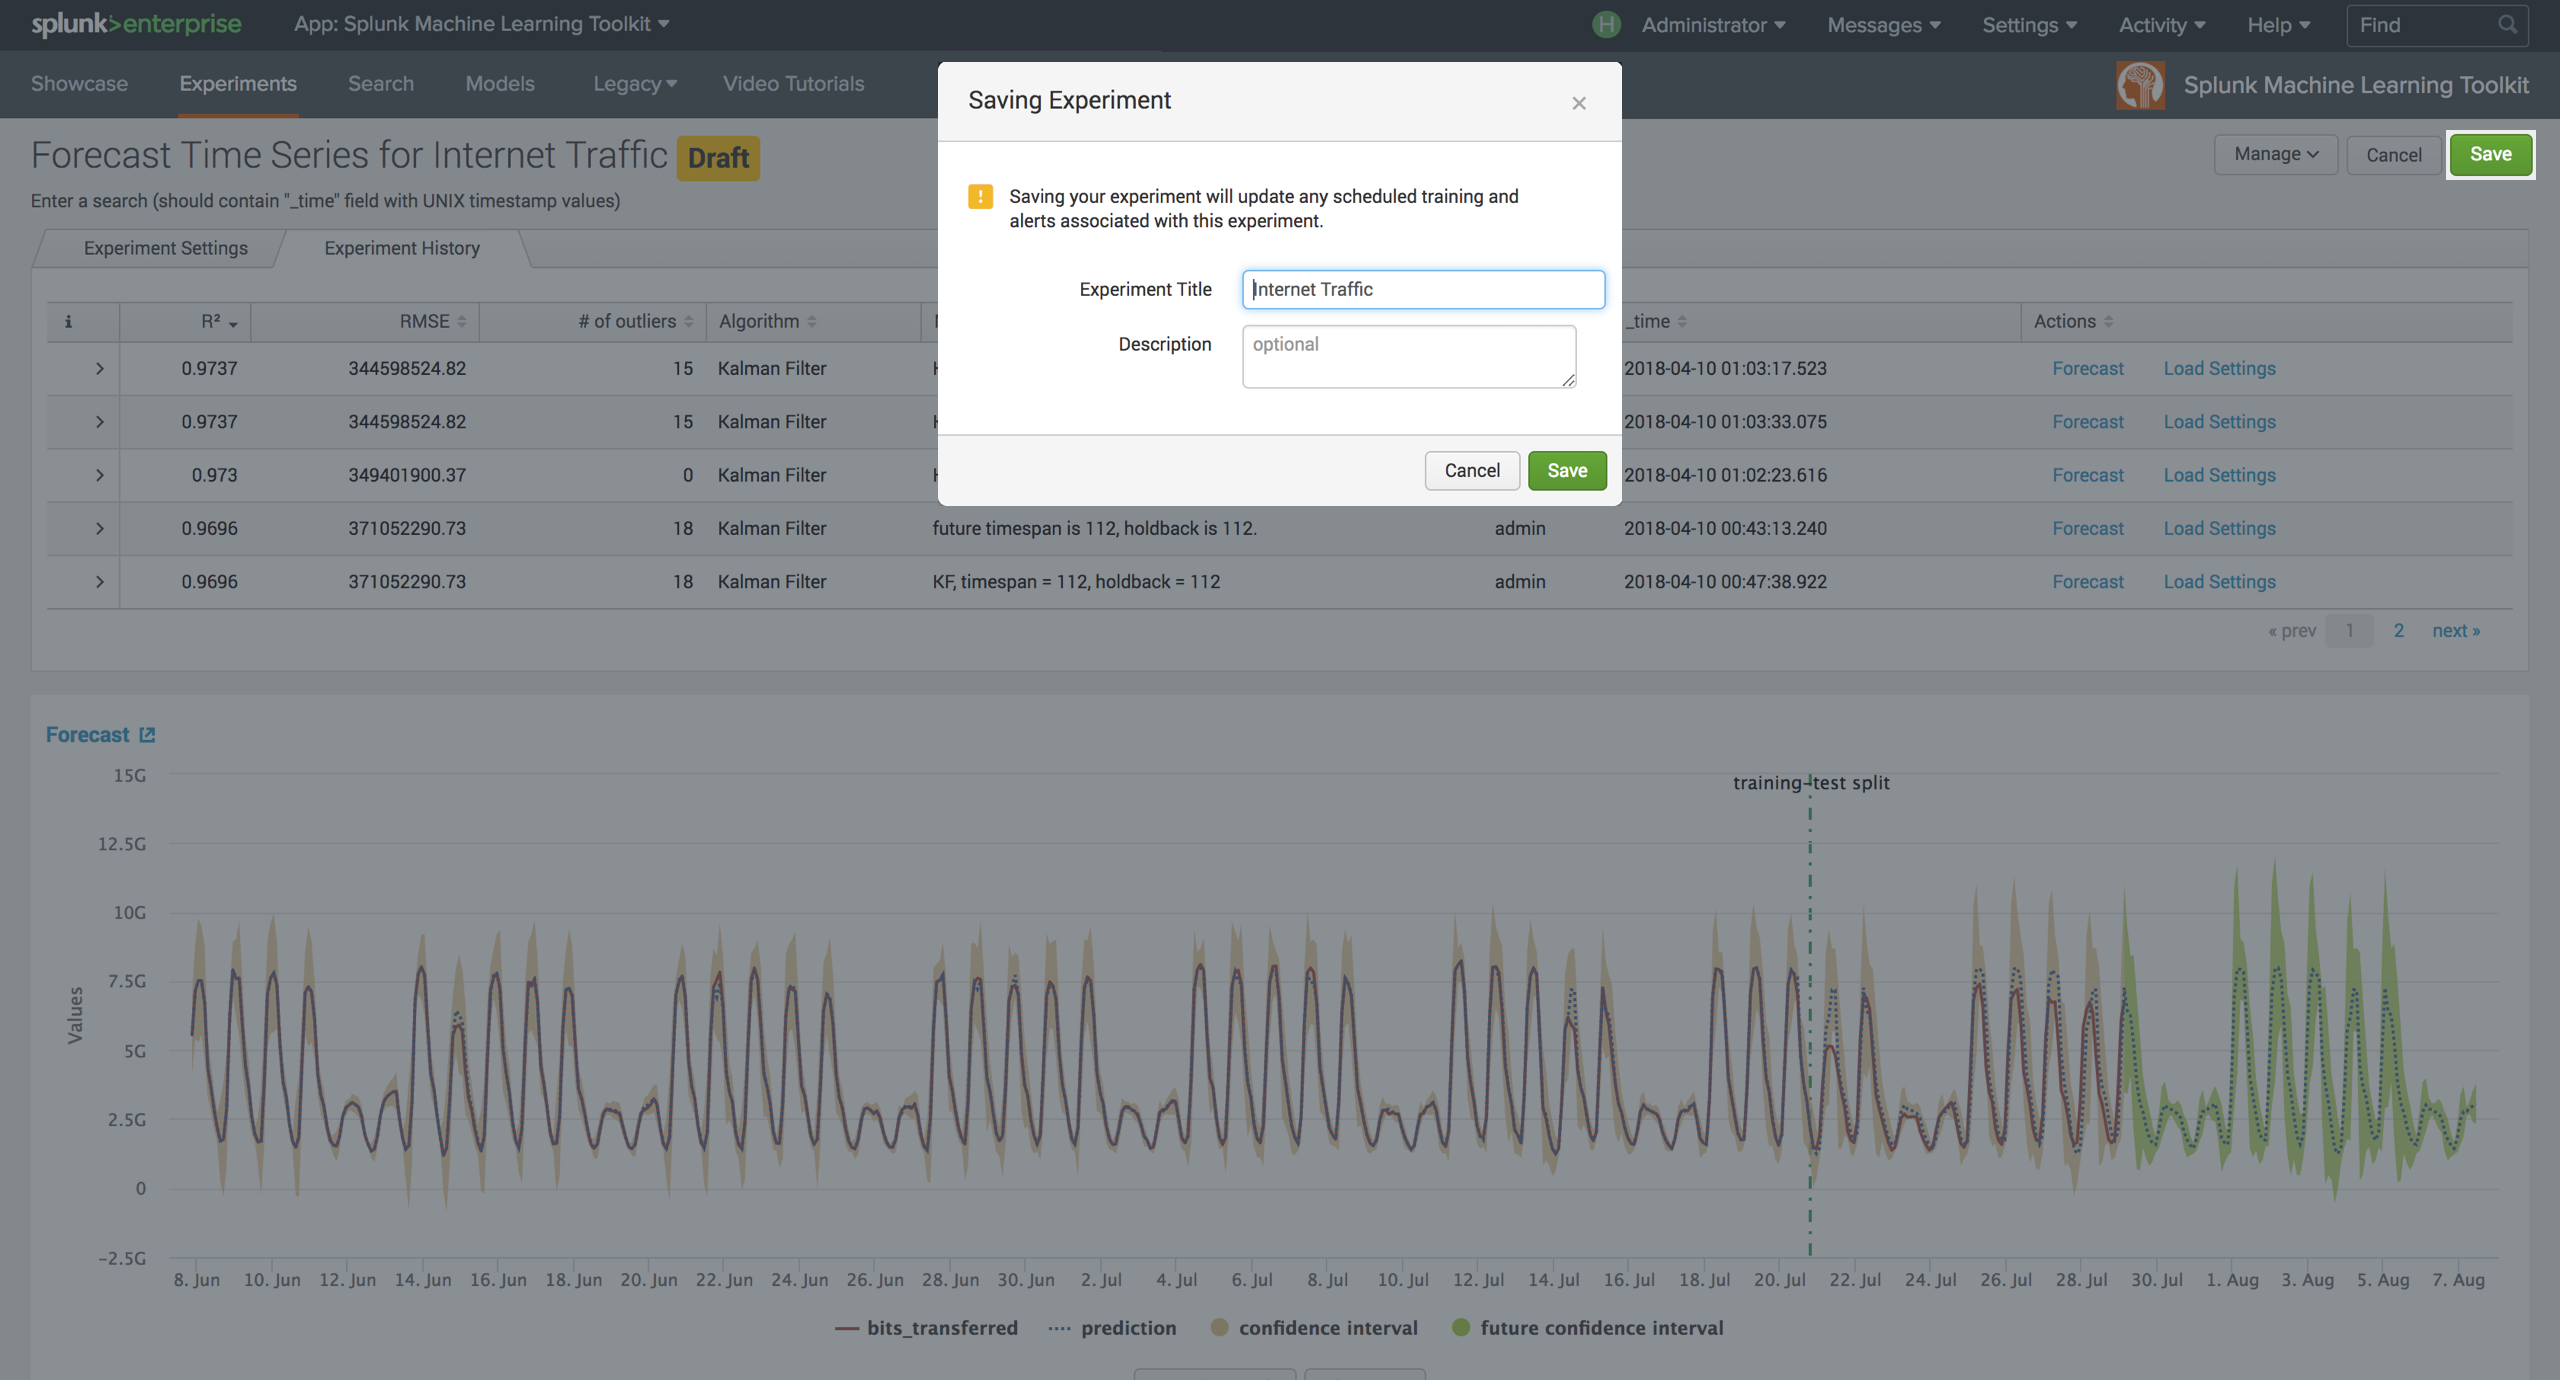 splunk>enterprise App: Splunk Machine Learning Toolkit H Administrator Messages Settings Activity Help Find
Showcase Experiments Search Models Legacy Video Tutorials Splunk Machine Learning Toolkit
Saving Experiment ×
Forecast Time Series for Internet Traffic Draft Manage Cancel Save
Enter a search (should contain "_time" field with UNIX timestamp values)
Saving your experiment will update any scheduled training and
alerts associated with this experiment.
Experiment Title Internet Traffic
Description optional
Cancel Save
Experiment Settings Experiment History
i R² RMSE # of outliers Algorithm _time Actions
0.9737 344598524.82 15 Kalman Filter 2018-04-10 01:03:17.523 Forecast Load Settings
0.9737 344598524.82 15 Kalman Filter 2018-04-10 01:03:33.075 Forecast Load Settings
0.973 349401900.37 0 Kalman Filter 2018-04-10 01:02:23.616 Forecast Load Settings
0.9696 371052290.73 18 Kalman Filter future timespan is 112, holdback is 112. admin 2018-04-10 00:43:13.240 Forecast Load Settings
0.9696 371052290.73 18 Kalman Filter KF, timespan = 112, holdback = 112 admin 2018-04-10 00:47:38.922 Forecast Load Settings
« prev 1 2 next »
Forecast
15G
training-test split
12.5G
10G
7.5G
Values
5G
2.5G
0
−2.5G
8. Jun 10. Jun 12. Jun 14. Jun 16. Jun 18. Jun 20. Jun 22. Jun 24. Jun 26. Jun 28. Jun 30. Jun 2. Jul 4. Jul 6. Jul 8. Jul 10. Jul 12. Jul 14. Jul 16. Jul 18. Jul 20. Jul 22. Jul 24. Jul 26. Jul 28. Jul 30. Jul 1. Aug 3. Aug 5. Aug 7. Aug
bits_transferred prediction confidence interval future confidence interval